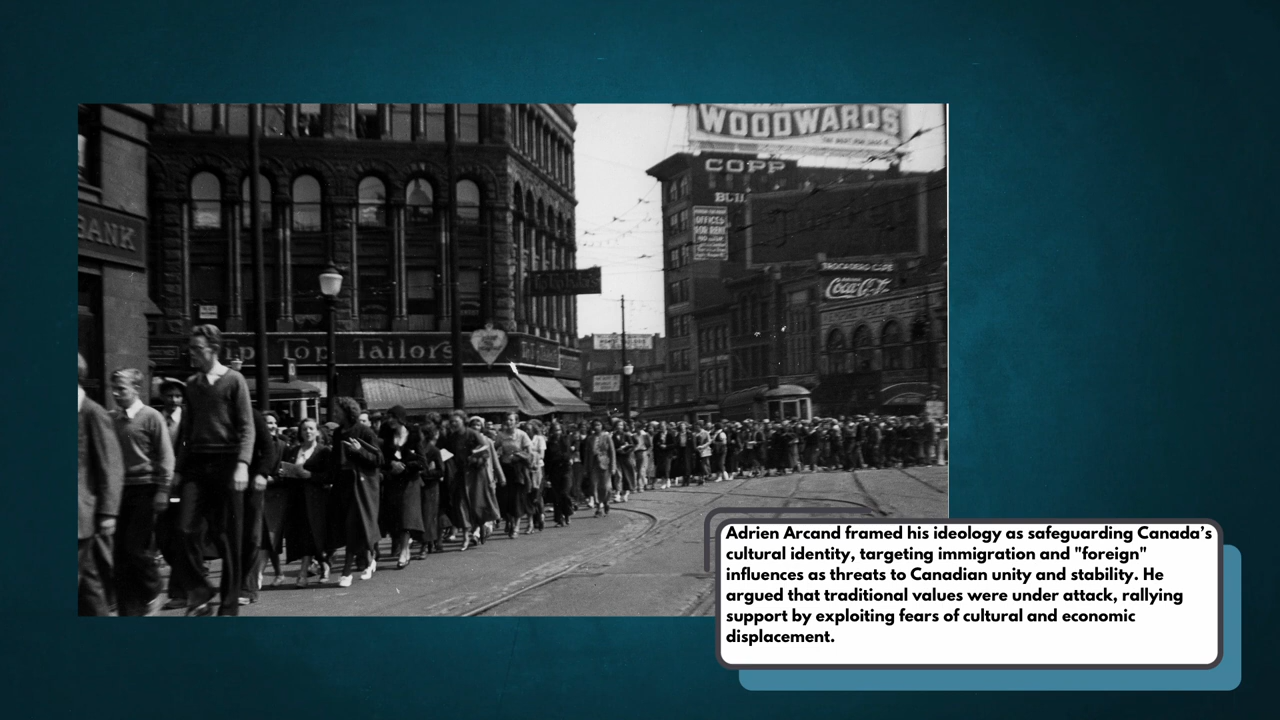 WOODWARDS
COPP
BANK
Coca-Cola
Tip Top Tailors
OFFICES
FOR RENT
Adrien Arcand framed his ideology as safeguarding Canada’s
cultural identity, targeting immigration and "foreign"
influences as threats to Canadian unity and stability. He
argued that traditional values were under attack, rallying
support by exploiting fears of cultural and economic
displacement.